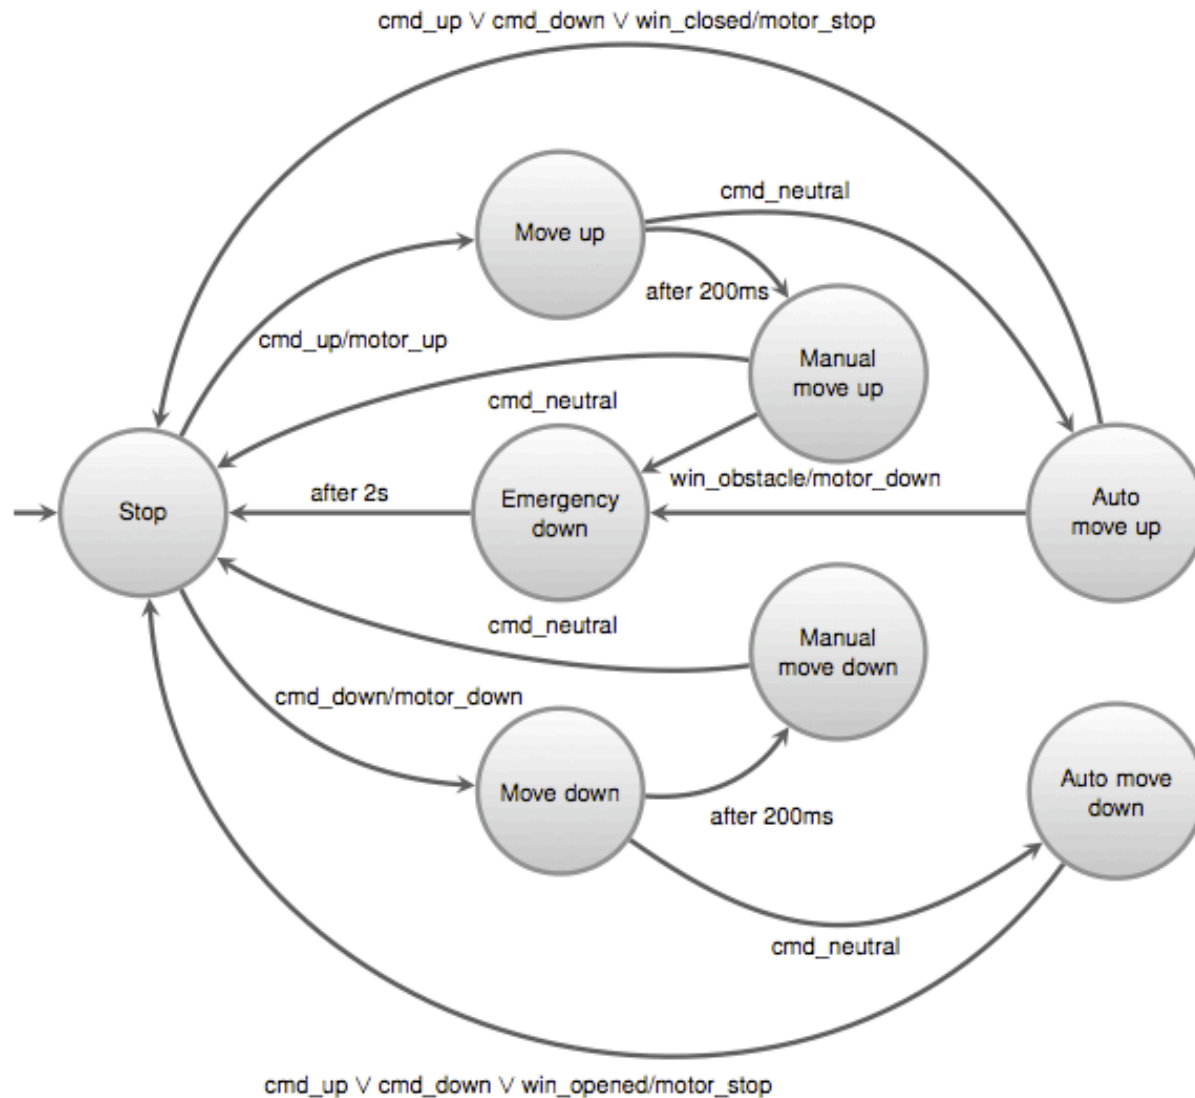 cmd_up ∨ cmd_down ∨ win_closed/motor_stop
cmd_neutral
Move up
after 200ms
cmd_up/motor_up
Manual
move up
cmd_neutral
win_obstacle/motor_down
after 2s
Stop
Emergency
down
Auto
move up
cmd_neutral
Manual
move down
cmd_down/motor_down
Move down
after 200ms
Auto move
down
cmd_neutral
cmd_up ∨ cmd_down ∨ win_opened/motor_stop